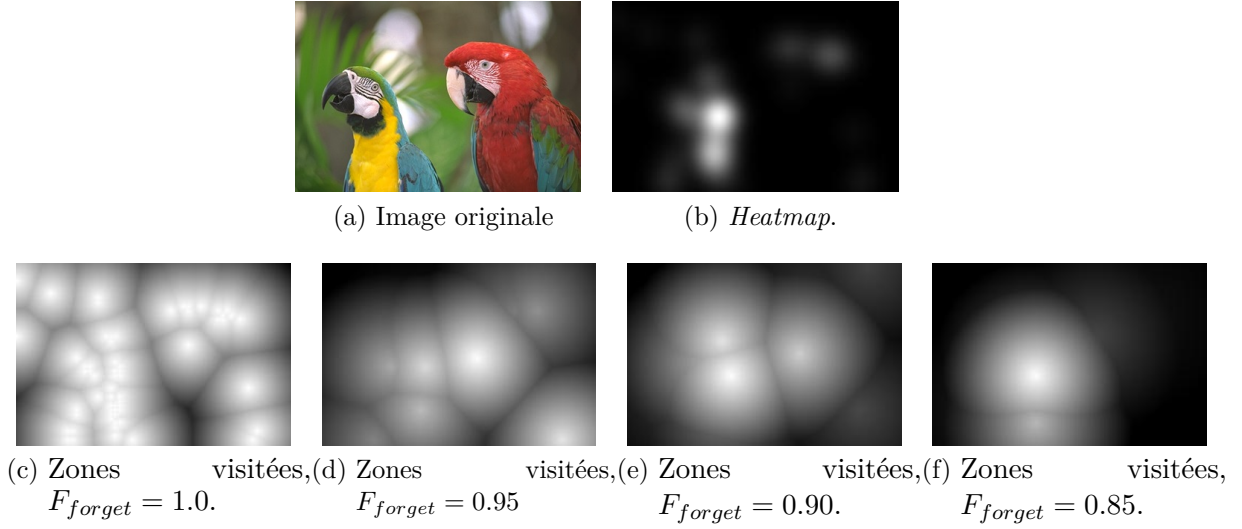 (a) Image originale
(b) Heatmap.
(c) Zones visitées,
F_forget = 1.0.
(d) Zones visitées,
F_forget = 0.95
(e) Zones visitées,
F_forget = 0.90.
(f) Zones visitées,
F_forget = 0.85.